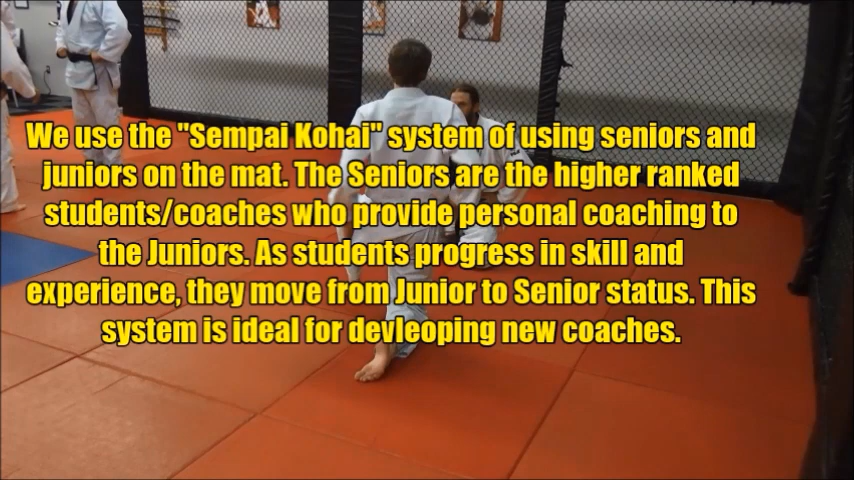 We use the "Sempai Kohai" system of using seniors and
juniors on the mat. The Seniors are the higher ranked
students/coaches who provide personal coaching to
the Juniors. As students progress in skill and
experience, they move from Junior to Senior status. This
system is ideal for devleoping new coaches.